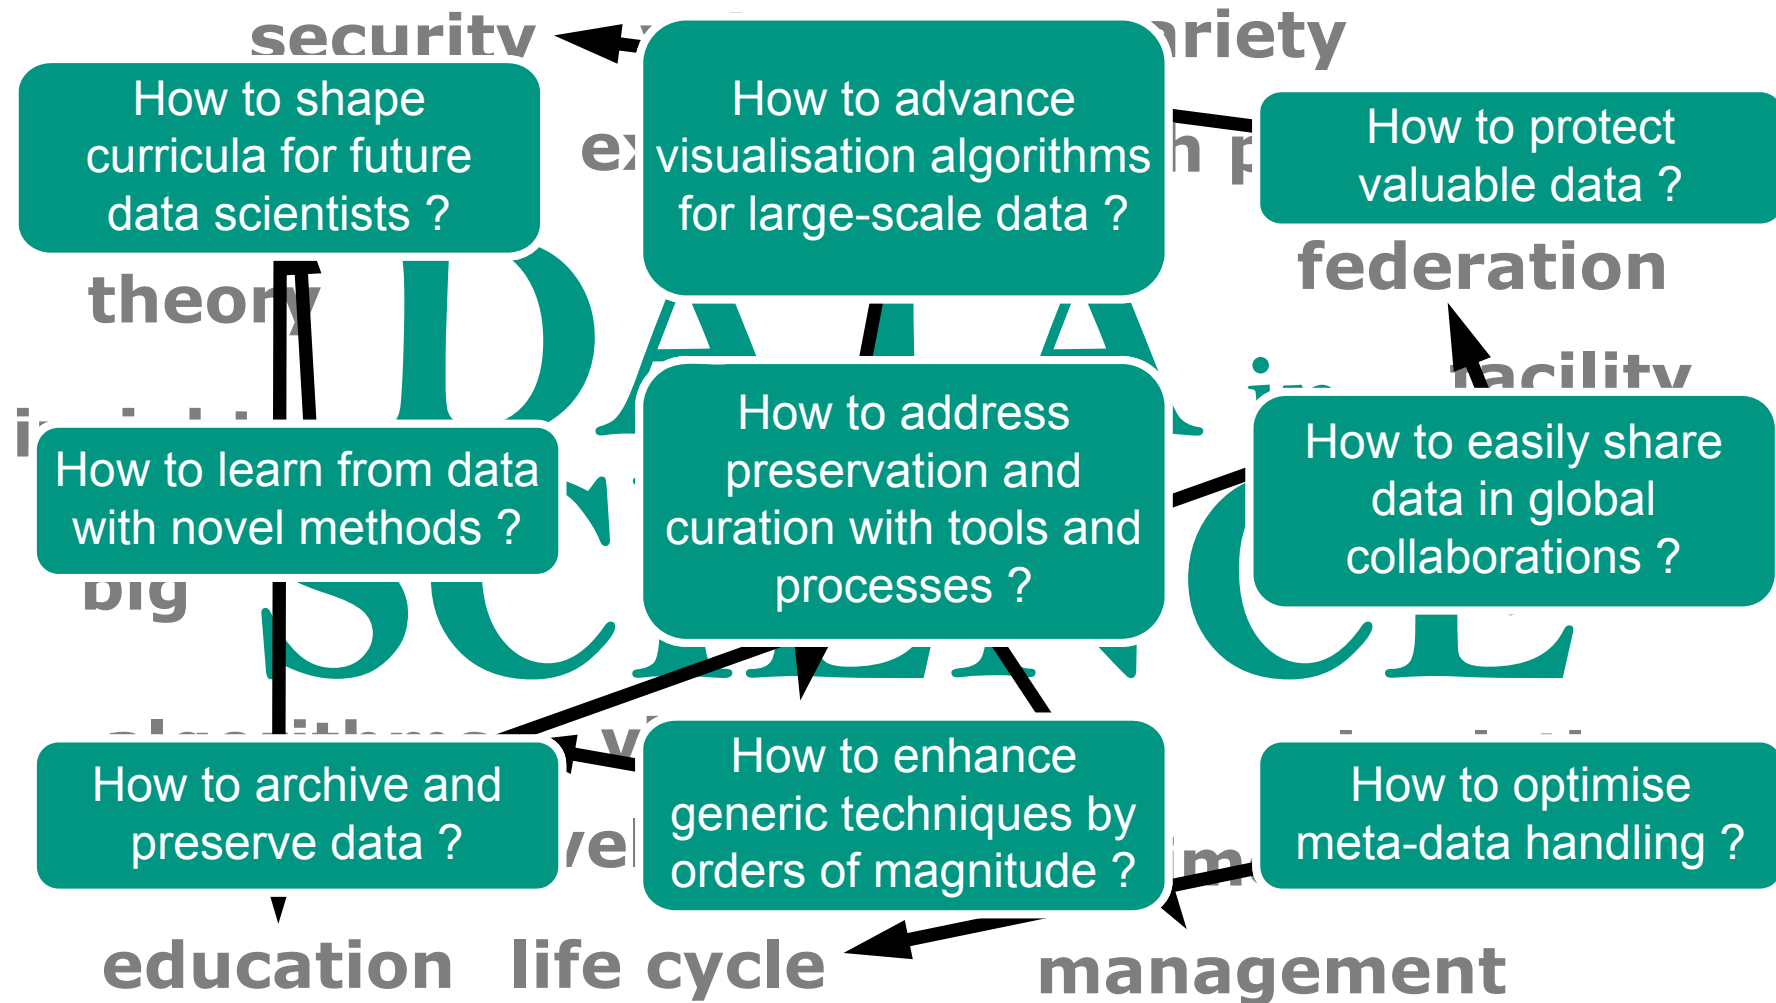 security
How to shape
curricula for future
data scientists ?
How to advance
visualisation algorithms
for large-scale data ?
How to protect
valuable data ?
federation
theory
DATA in
facility
How to learn from data
with novel methods ?
How to address
preservation and
curation with tools and
processes ?
How to easily share
data in global
collaborations ?
SCIENCE
big
How to archive and
preserve data ?
How to enhance
generic techniques by
orders of magnitude ?
How to optimise
meta-data handling ?
education
life cycle
management